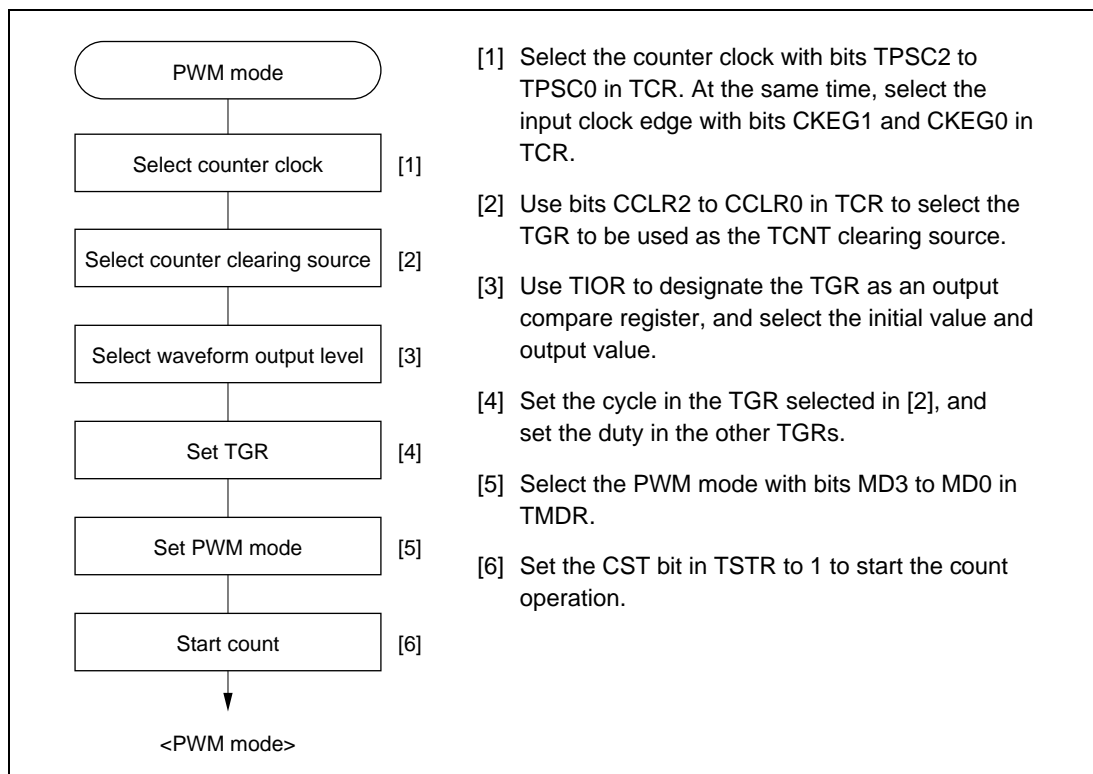 PWM mode
Select counter clock [1]
Select counter clearing source [2]
Select waveform output level [3]
Set TGR [4]
Set PWM mode [5]
Start count [6]
<PWM mode>
[1] Select the counter clock with bits TPSC2 to
TPSC0 in TCR. At the same time, select the
input clock edge with bits CKEG1 and CKEG0 in
TCR.
[2] Use bits CCLR2 to CCLR0 in TCR to select the
TGR to be used as the TCNT clearing source.
[3] Use TIOR to designate the TGR as an output
compare register, and select the initial value and
output value.
[4] Set the cycle in the TGR selected in [2], and
set the duty in the other TGRs.
[5] Select the PWM mode with bits MD3 to MD0 in
TMDR.
[6] Set the CST bit in TSTR to 1 to start the count
operation.